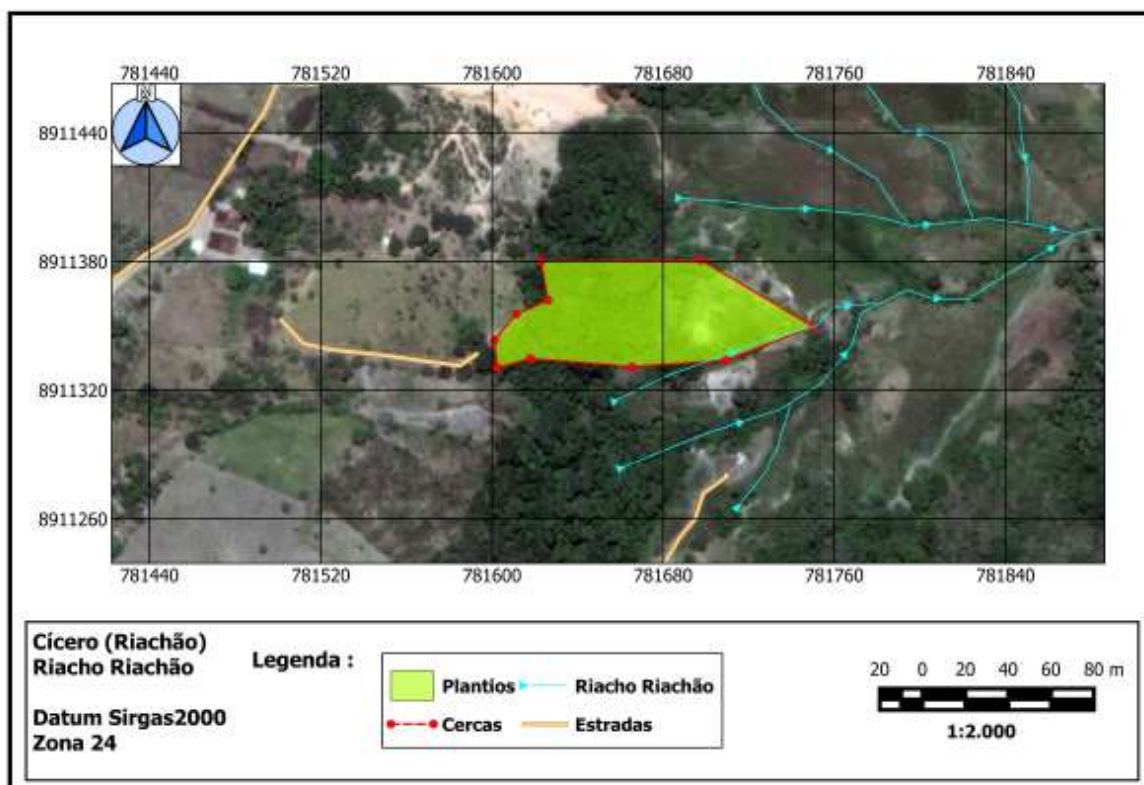 781440 781520 781600 781680 781760 781840
N
8911440
8911380
8911320
8911260
781440 781520 781600 781680 781760 781840
Cícero (Riachão)
Riacho Riachão
Datum Sirgas2000
Zona 24
Legenda :
Plantios
Riacho Riachão
Cercas
Estradas
20 0 20 40 60 80 m
1:2.000